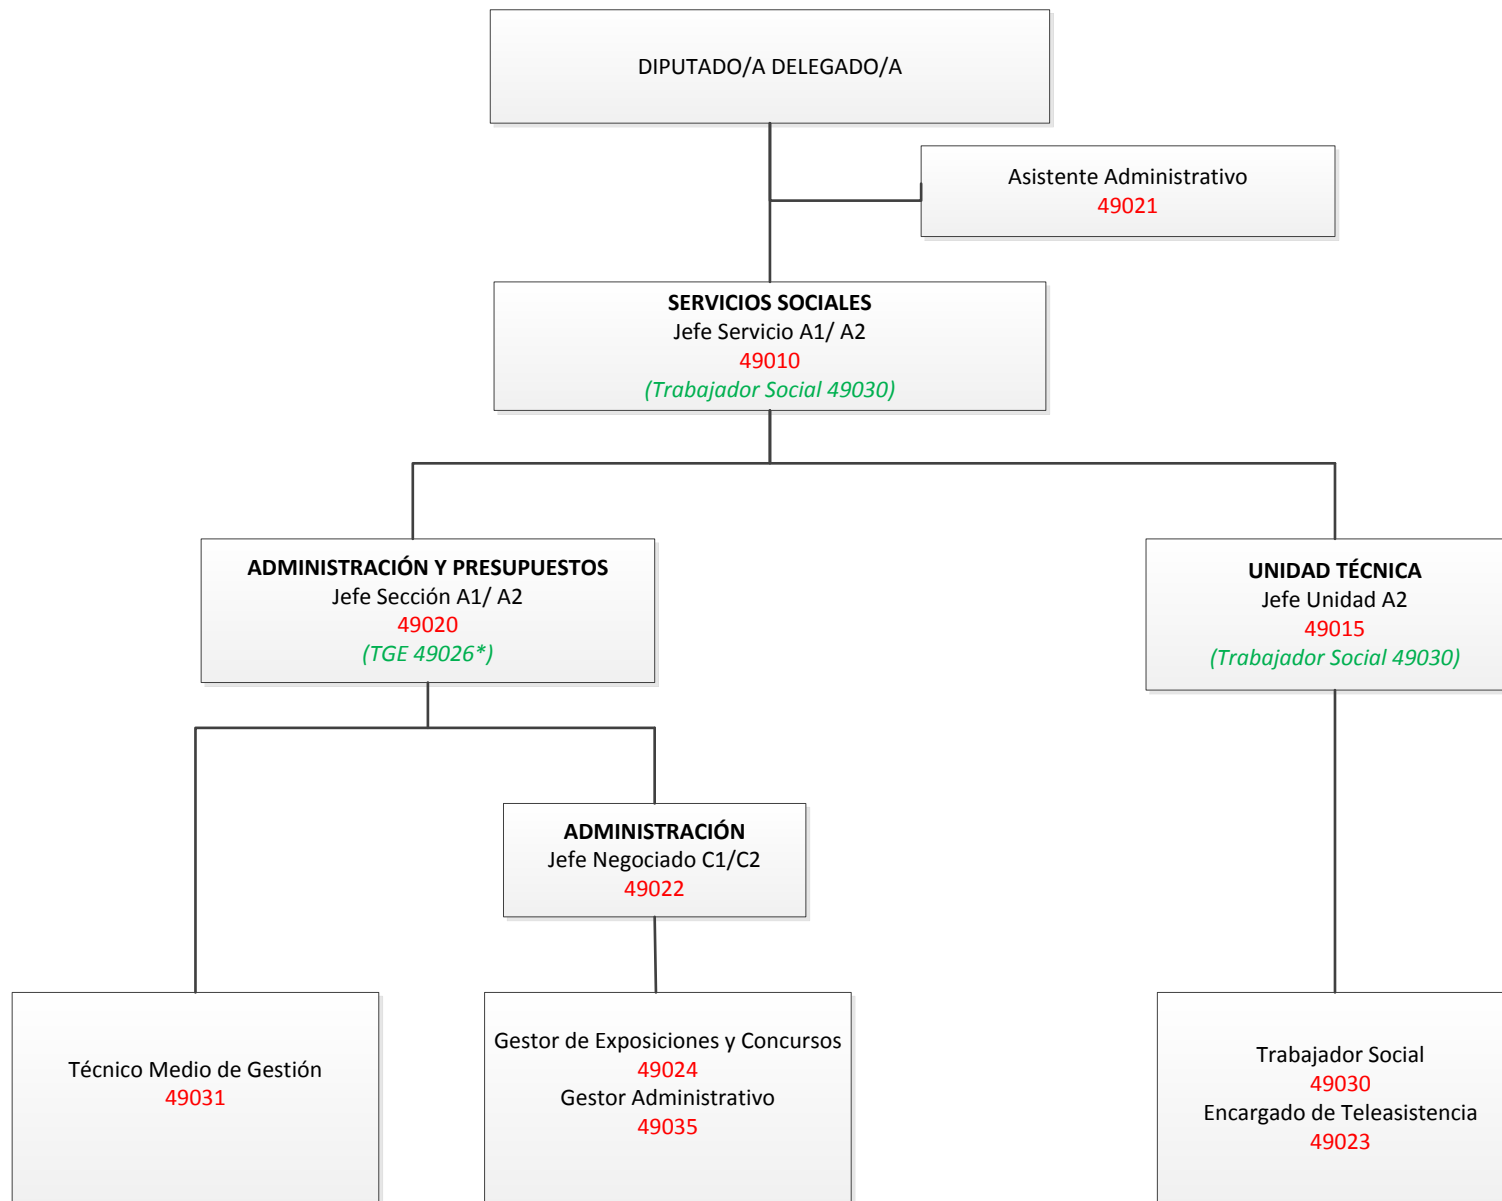 DIPUTADO/A DELEGADO/A
Asistente Administrativo
49021
SERVICIOS SOCIALES
Jefe Servicio A1/ A2
49010
(Trabajador Social 49030)
ADMINISTRACIÓN Y PRESUPUESTOS
Jefe Sección A1/ A2
49020
(TGE 49026*)
UNIDAD TÉCNICA
Jefe Unidad A2
49015
(Trabajador Social 49030)
ADMINISTRACIÓN
Jefe Negociado C1/C2
49022
Técnico Medio de Gestión
49031
Gestor de Exposiciones y Concursos
49024
Gestor Administrativo
49035
Trabajador Social
49030
Encargado de Teleasistencia
49023